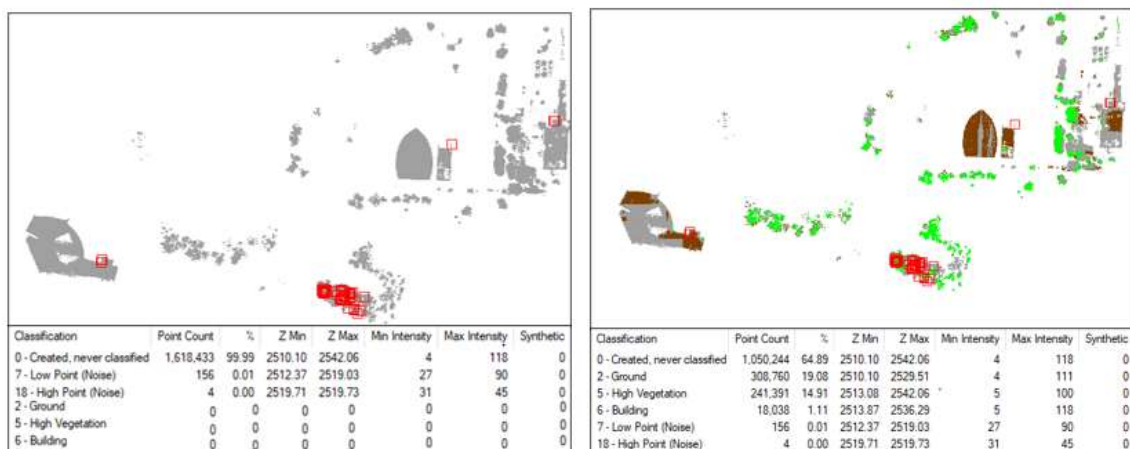 Classification Point Count % Z Min Z Max Min Intensity Max Intensity Synthetic
0 - Created, never classified 1,618,433 99.99 2510.10 2542.06 4 118 0
7 - Low Point (Noise) 156 0.01 2512.37 2519.03 27 90 0
18 - High Point (Noise) 4 0.00 2519.71 2519.73 31 45 0
2 - Ground 0 0 0 0 0 0 0
5 - High Vegetation 0 0 0 0 0 0 0
6 - Building 0 0 0 0 0 0 0
Classification Point Count % Z Min Z Max Min Intensity Max Intensity Synthetic
0 - Created, never classified 1,050,244 64.89 2510.10 2542.06 4 118 0
2 - Ground 308,760 19.08 2510.10 2529.51 4 111 0
5 - High Vegetation 241,391 14.91 2513.08 2542.06 5 100 0
6 - Building 18,038 1.11 2513.87 2536.29 5 118 0
7 - Low Point (Noise) 156 0.01 2512.37 2519.03 27 90 0
18 - High Point (Noise) 4 0.00 2519.71 2519.73 31 45 0